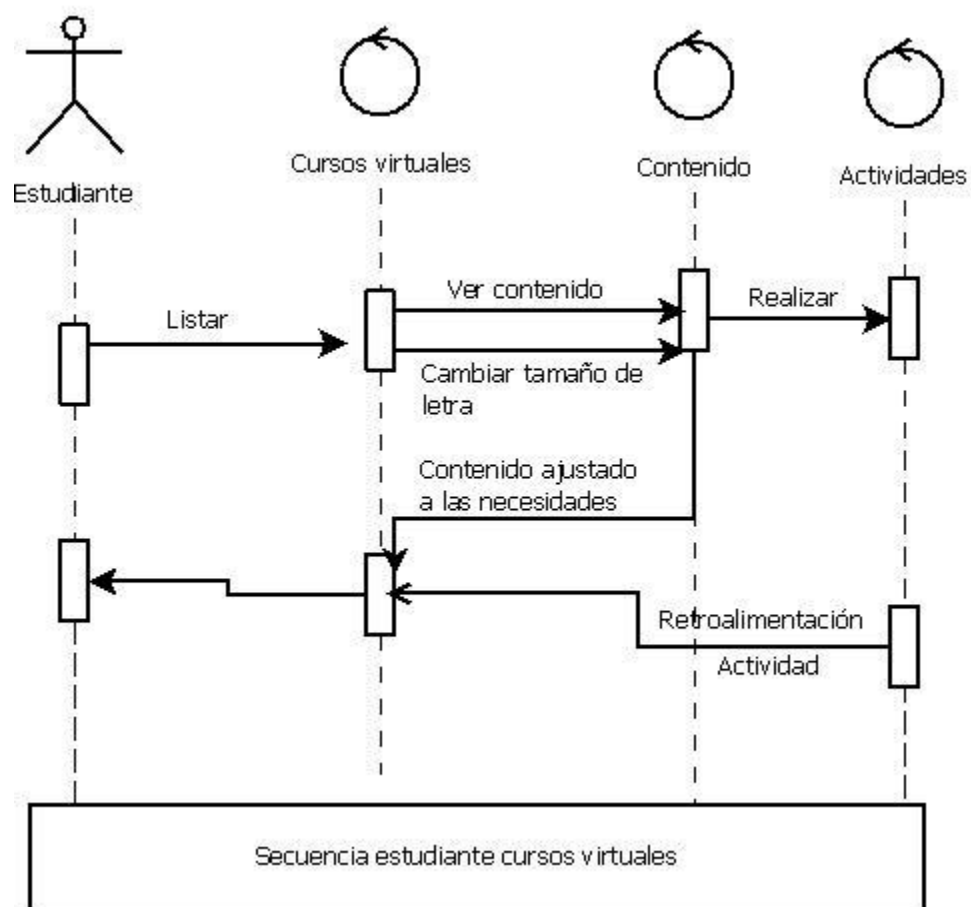 Estudiante
Cursos virtuales
Contenido
Actividades
Listar
Ver contenido
Realizar
Cambiar tamaño de
letra
Contenido ajustado
a las necesidades
Retroalimentación
Actividad
Secuencia estudiante cursos virtuales